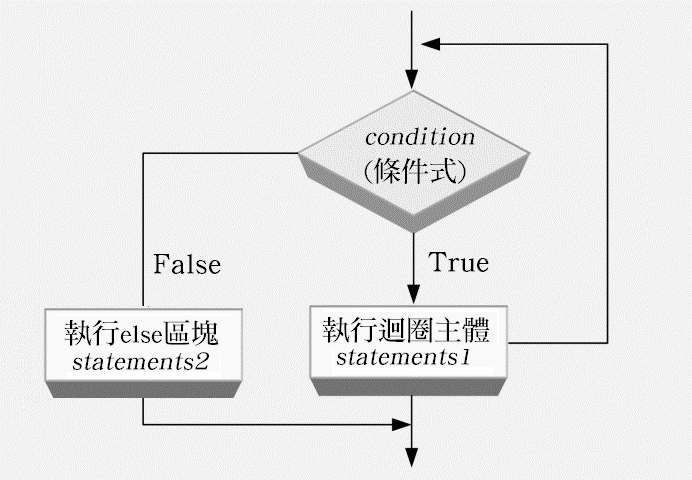 condition
(條件式)
False
True
執行else區塊
statements2
執行迴圈主體
statements1